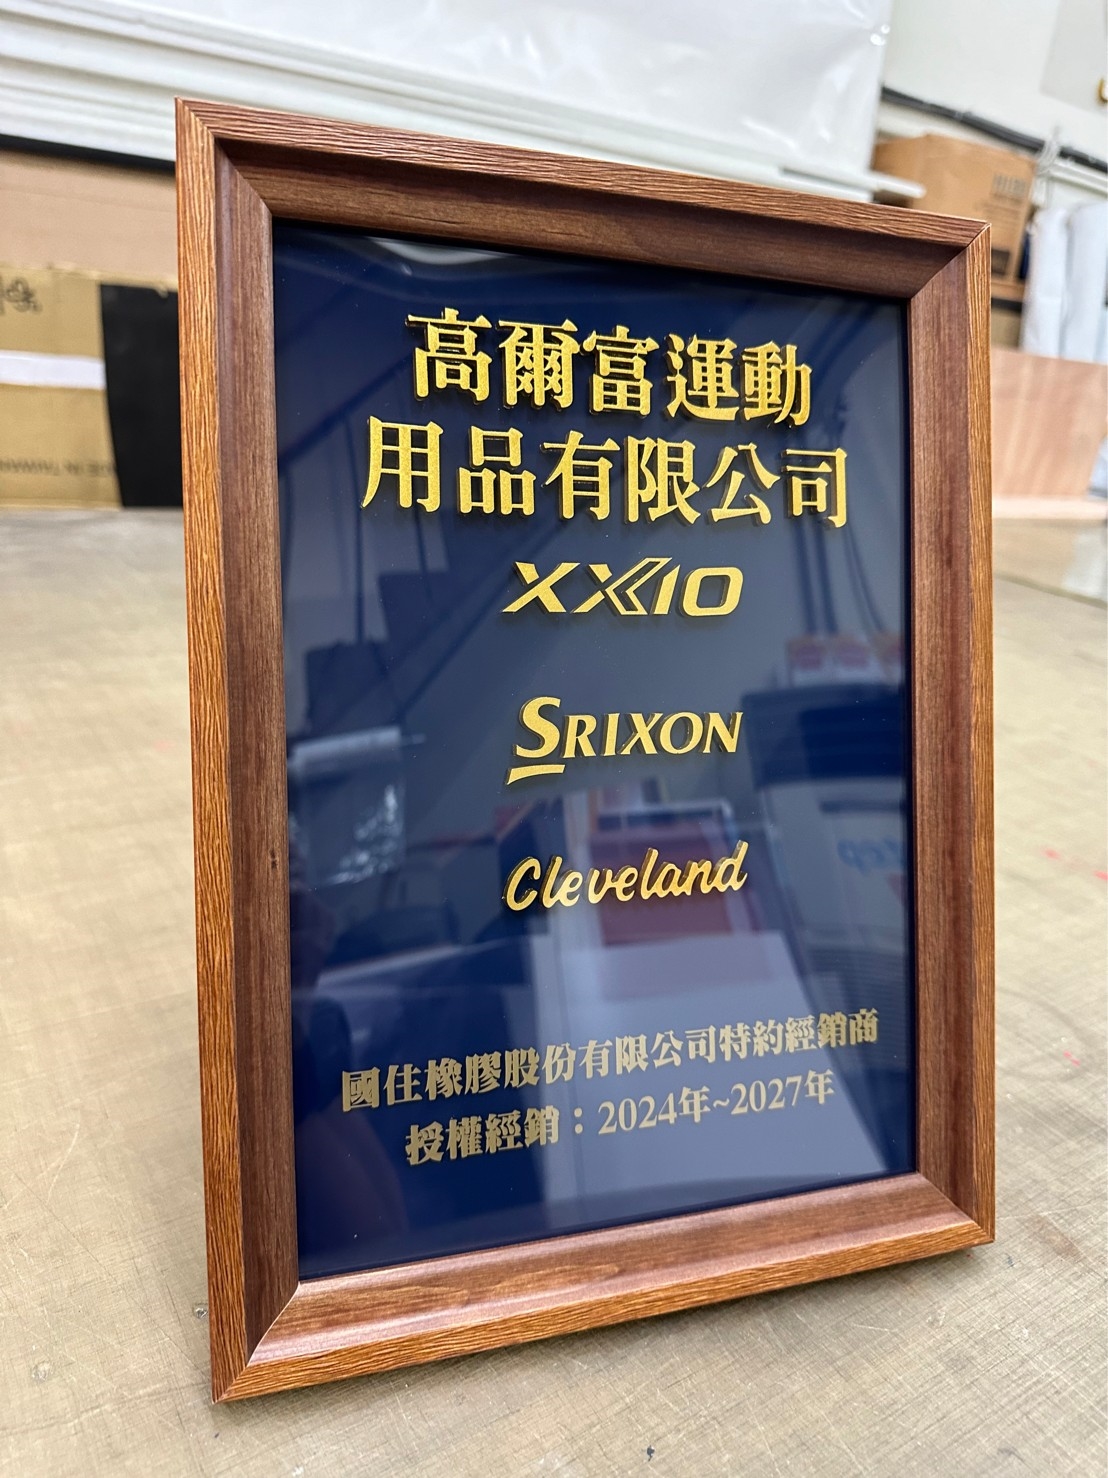 高爾富運動
用品有限公司
XXIO
SRIXON
Cleveland
國住橡膠股份有限公司特約經銷商
授權經銷：2024年~2027年